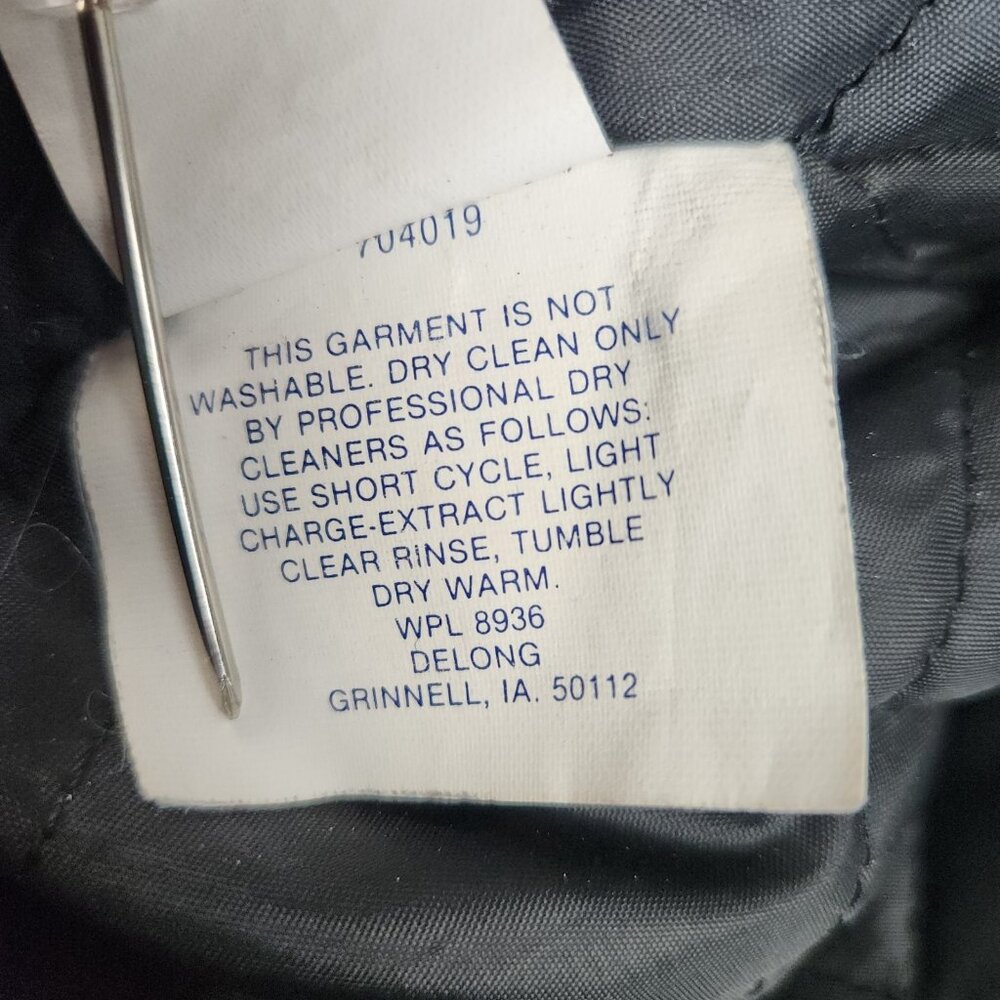 704019
THIS GARMENT IS NOT
WASHABLE. DRY CLEAN ONLY
BY PROFESSIONAL DRY
CLEANERS AS FOLLOWS:
USE SHORT CYCLE, LIGHT
CHARGE-EXTRACT LIGHTLY
CLEAR RINSE, TUMBLE
DRY WARM.
WPL 8936
DELONG
GRINNELL, IA. 50112